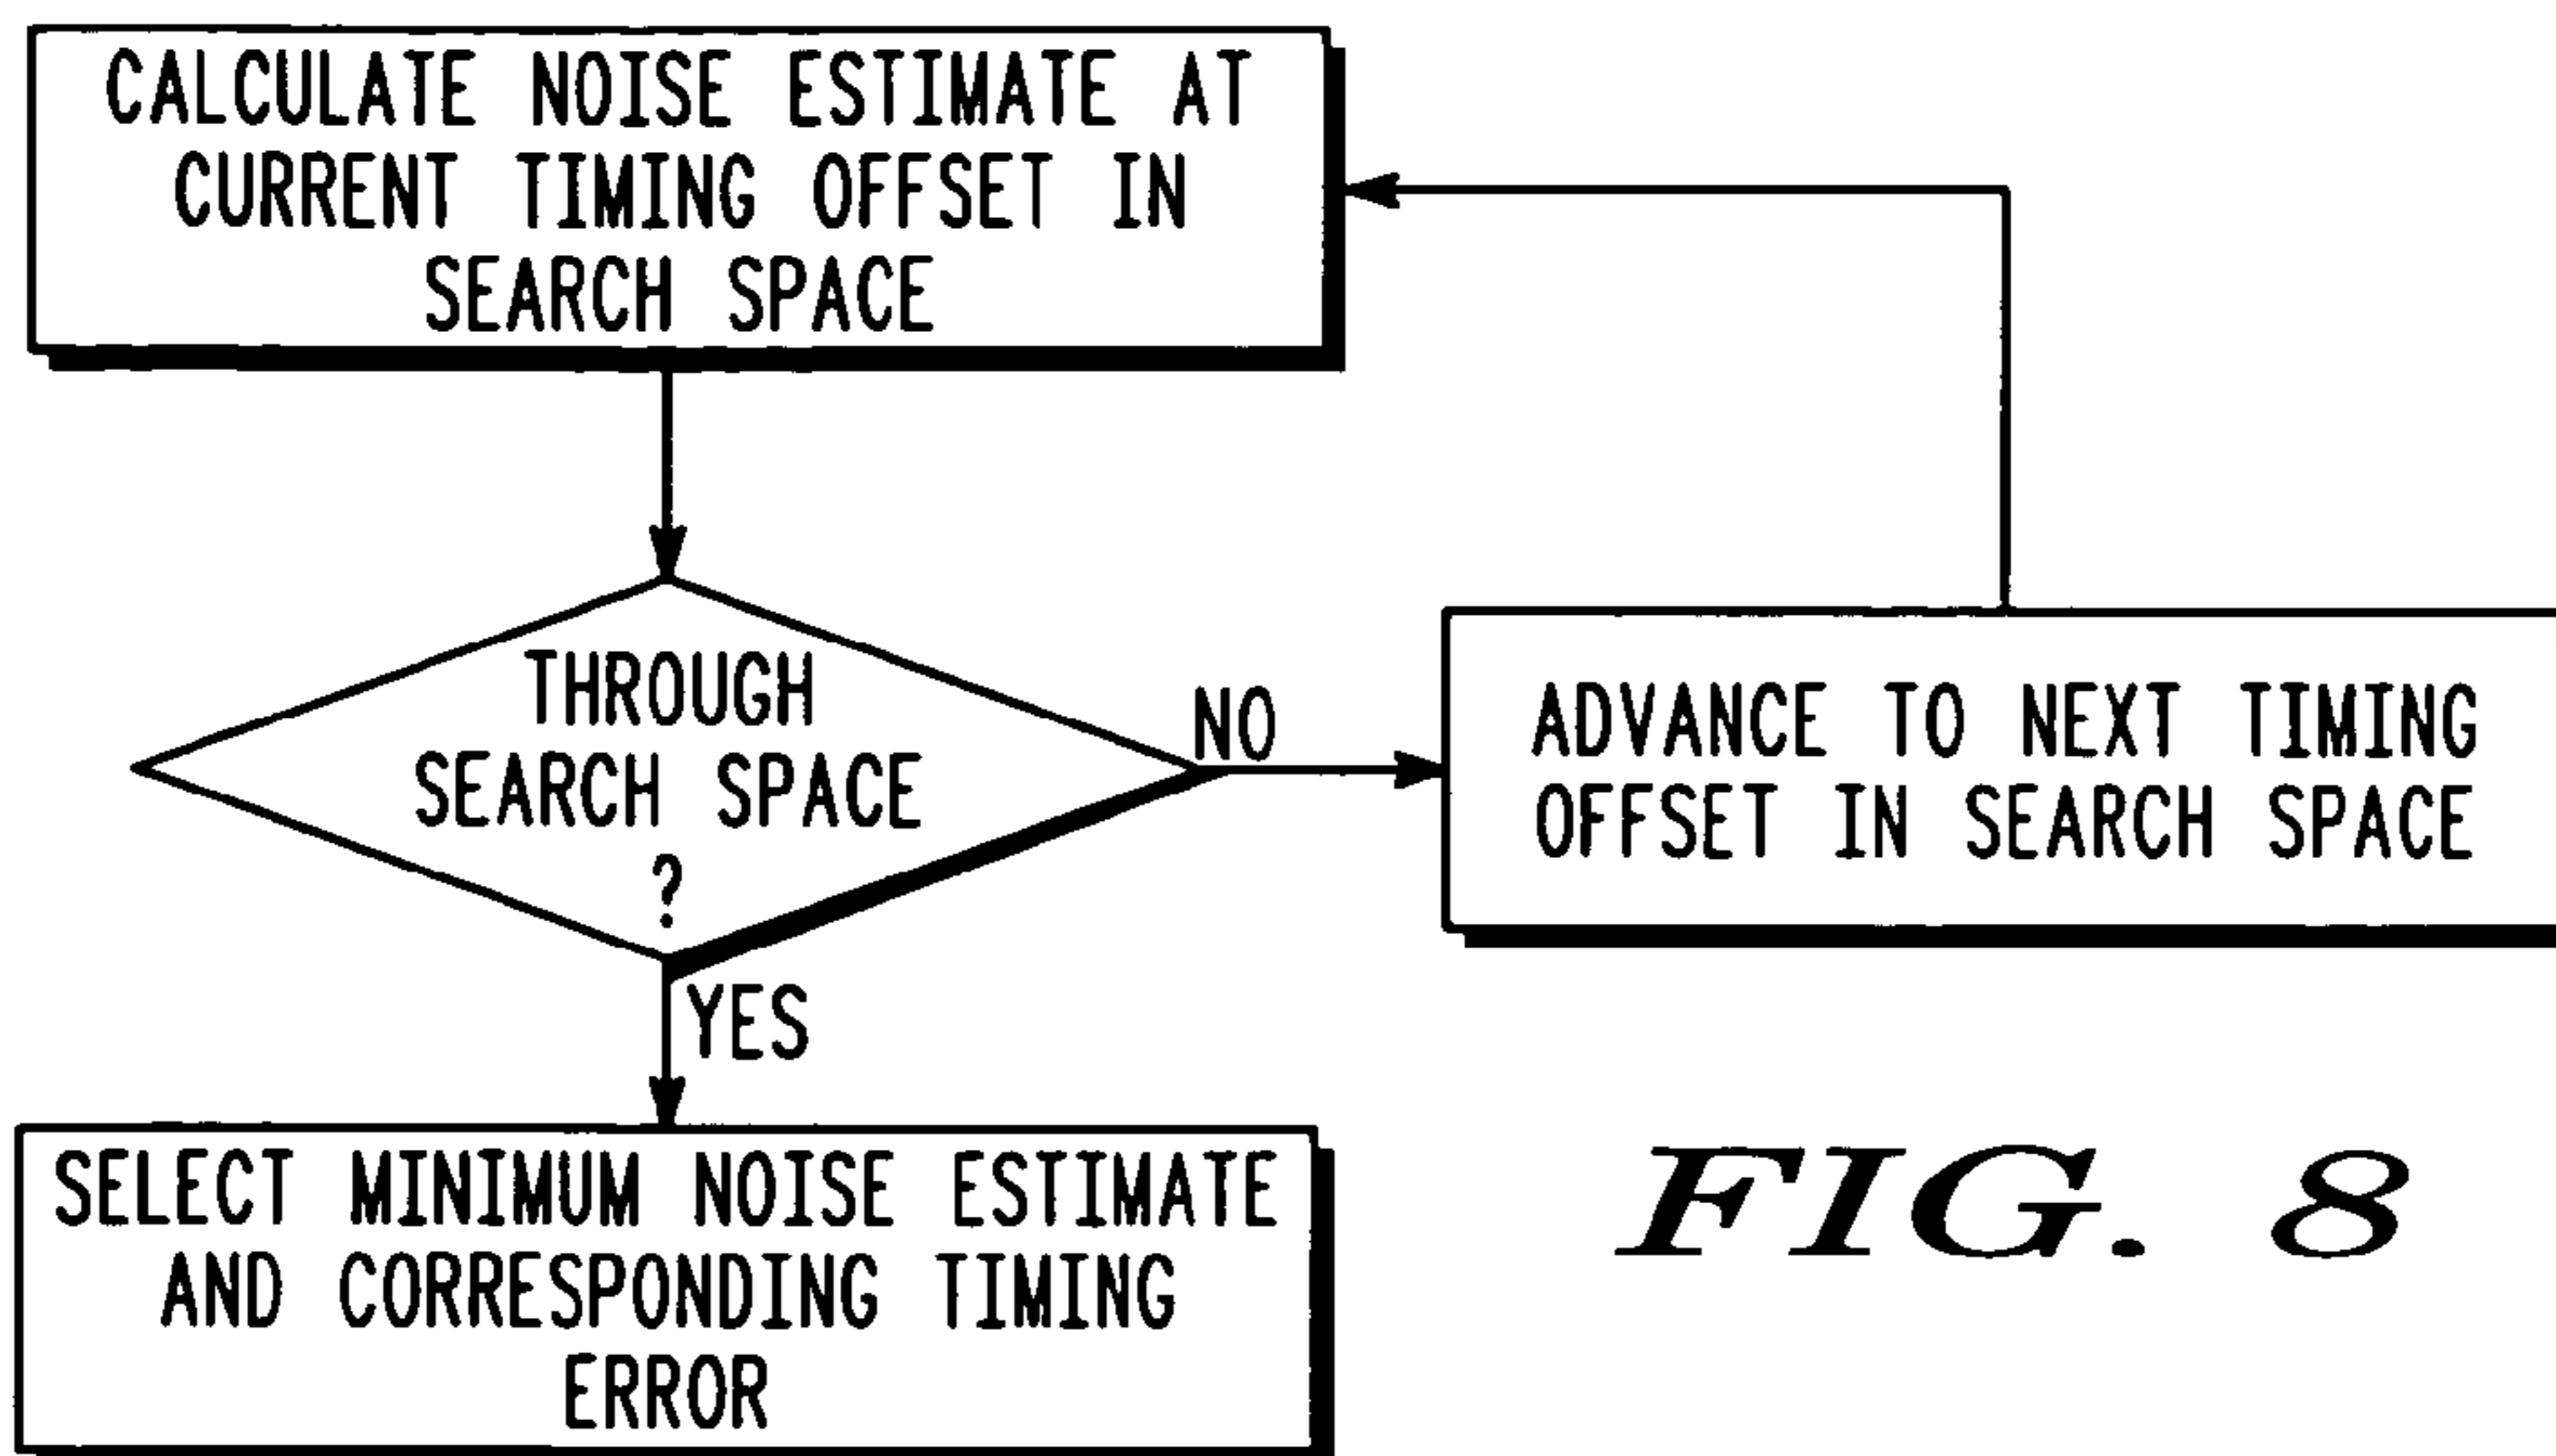 CALCULATE NOISE ESTIMATE AT
CURRENT TIMING OFFSET IN
SEARCH SPACE
THROUGH
SEARCH SPACE
?
NO
ADVANCE TO NEXT TIMING
OFFSET IN SEARCH SPACE
YES
SELECT MINIMUM NOISE ESTIMATE
AND CORRESPONDING TIMING
ERROR
FIG. 8